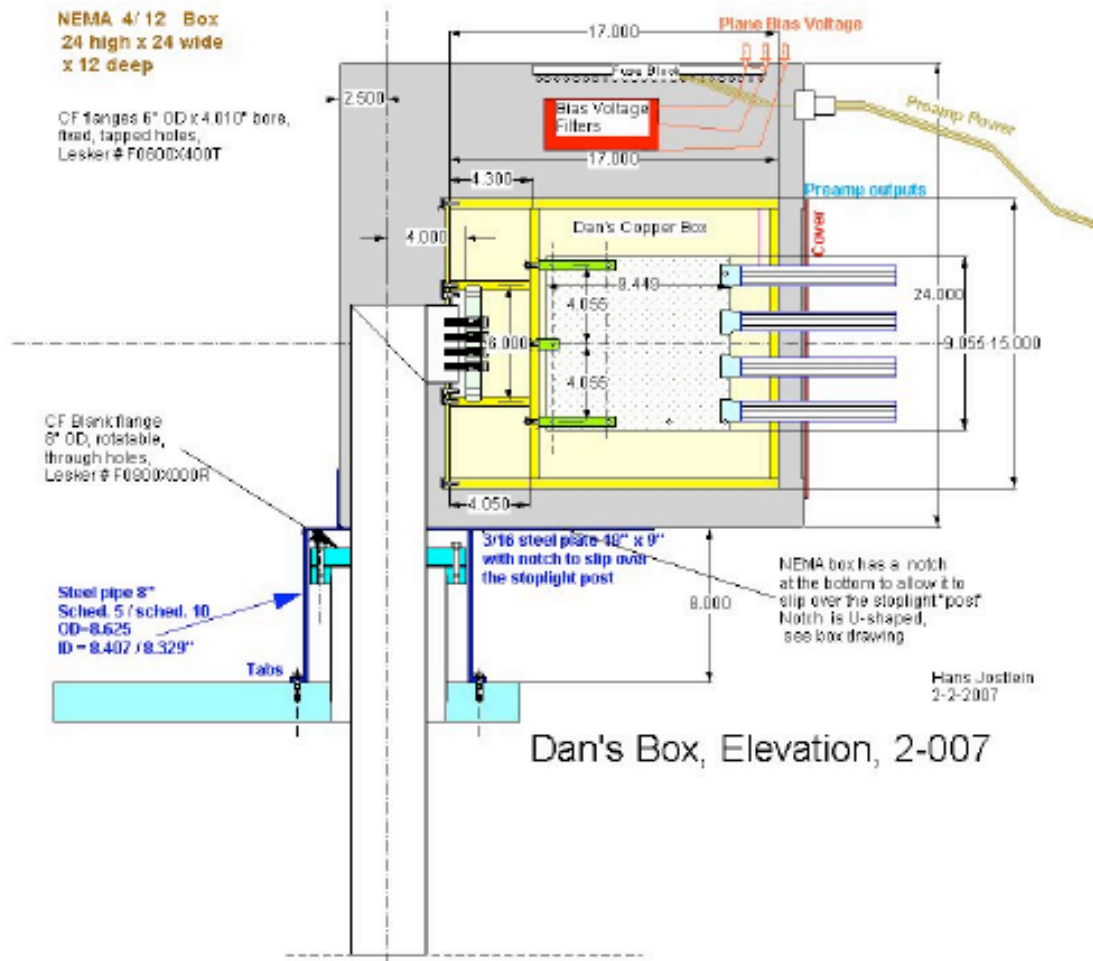 NEMA 4/ 12 Box
24 high x 24 wide
x 12 deep
CF flanges 6" OD x 4.010" bore,
fixed, tapped holes,
Lesker # F0600X400T
17.000
Plane Bias Voltage
2.500
Fuse Block
Bias Voltage
Filters
Preamp Power
17.000
4.300
Preamp outputs
Cover
Dan's Copper Box
4.000
9.449
4.055
24.000
6.000
9.055
15.000
4.055
CF Blank flange
8" OD, rotatable,
through holes,
Lesker # F0800X000R
4.050
3/16 steel plate 18" x 9"
with notch to slip over
the stoplight post
8.000
NEMA box has a notch
at the bottom to allow it to
slip over the stoplight "post"
Notch is U-shaped,
see box drawing
Steel pipe 8"
Sched. 5 / sched. 10
OD=8.625
ID = 8.407 / 8.329"
Tabs
Hans Jostlein
2-2-2007
Dan's Box, Elevation, 2-007